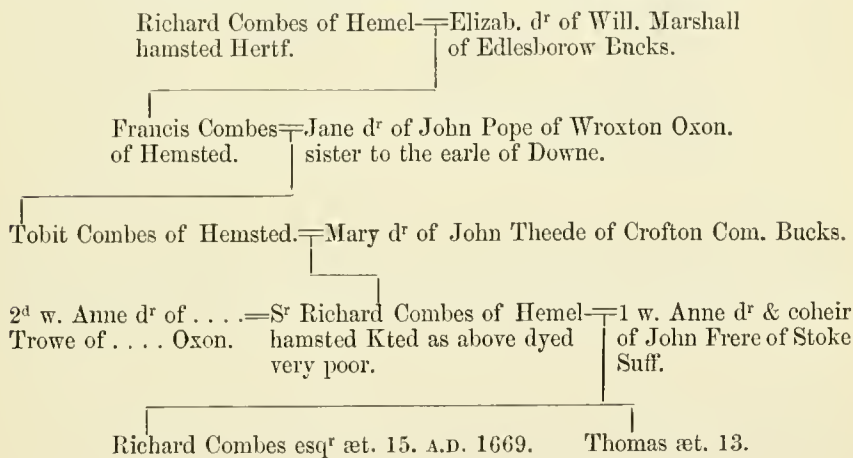 Richard Combes of Hemel-=Elizab. dʳ of Will. Marshall
hamsted Hertf. of Edlesborow Bucks.
Francis Combes=Jane dʳ of John Pope of Wroxton Oxon.
of Hemsted. sister to the earle of Downe.
Tobit Combes of Hemsted.=Mary dʳ of John Theede of Crofton Com. Bucks.
2ᵈ w. Anne dʳ of . . . .=Sʳ Richard Combes of Hemel-=1 w. Anne dʳ & coheir
Trowe of . . . . Oxon. hamsted Kted as above dyed of John Frere of Stoke
very poor. Suff.
Richard Combes esqʳ æt. 15. A.D. 1669. Thomas æt. 13.